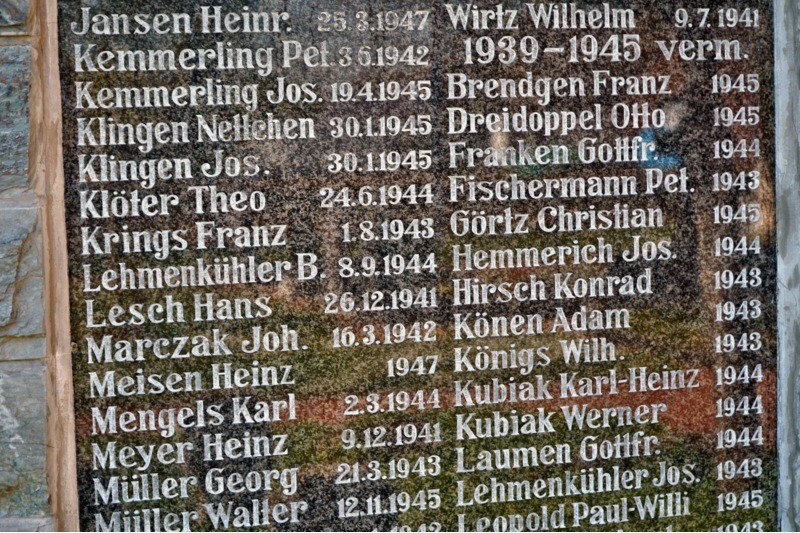 Jansen Heinr. 25.3.1947
Kemmerling Pet. 3.6.1942
Kemmerling Jos. 19.4.1945
Klingen Nettchen 30.1.1945
Klingen Jos. 30.1.1945
Klöter Theo 24.6.1944
Krings Franz 1.8.1943
Lehmenkühler B. 8.9.1944
Lesch Hans 26.12.1941
Marczak Joh. 16.3.1942
Meisen Heinz 1947
Mengels Karl 2.3.1944
Meyer Heinz 9.12.1941
Müller Georg 21.3.1943
Müller Walter 12.11.1945
1942
Wirtz Wilhelm 9.7.1941
1939-1945 verm.
Brendgen Franz 1945
Dreidoppel Otto 1945
Franken Gottfr. 1944
Fischermann Pet. 1943
Görtz Christian 1945
Hemmerich Jos. 1944
Hirsch Konrad 1943
Könen Adam 1943
Königs Wilh. 1943
Kubiak Karl-Heinz 1944
Kubiak Werner 1944
Laumen Gottfr. 1944
Lehmenkühler Jos. 1943
Leopold Paul-Willi 1945